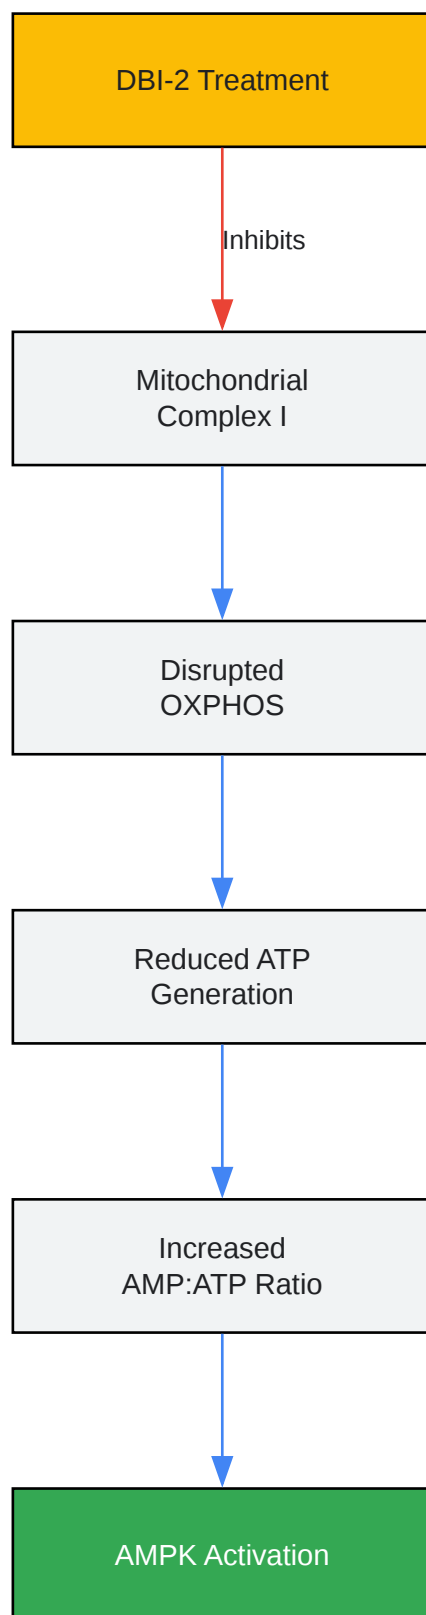 DBI-2 Treatment
Inhibits
Mitochondrial
Complex I
Disrupted
OXPHOS
Reduced ATP
Generation
Increased
AMP:ATP Ratio
AMPK Activation